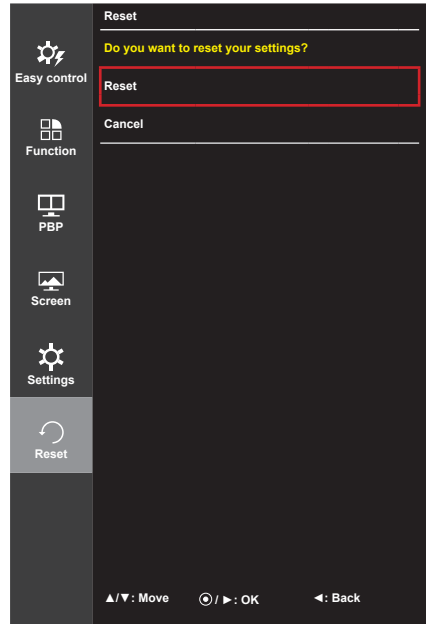 Reset
Do you want to reset your settings?
Reset
Cancel
Easy control
Function
PBP
Screen
Settings
Reset
▲/▼: Move ⦿/ ►: OK ◄: Back